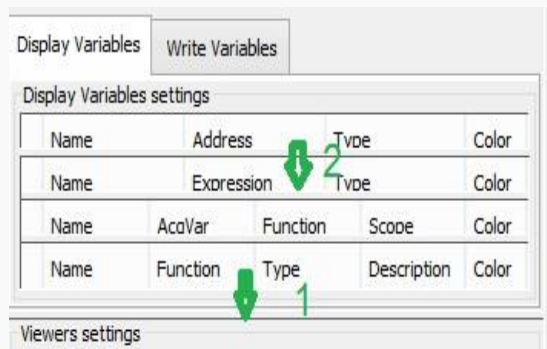 Display Variables Write Variables
Display Variables settings
Name Address Type Color
2
Name Expression Type Color
Name AcqVar Function Scope Color
Name Function Type Description Color
1
Viewers settings